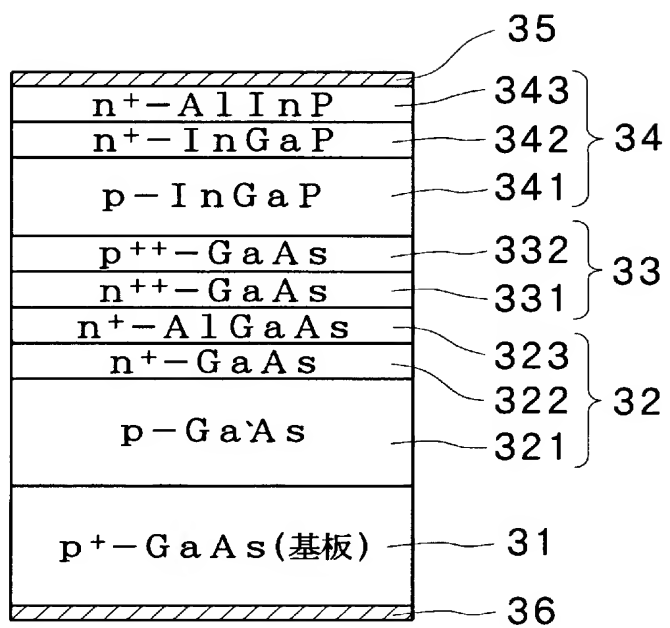 35
n⁺-AlInP 343
n⁺-InGaP 342 34
p-InGaP 341
p⁺⁺-GaAs 332
n⁺⁺-GaAs 331 33
n⁺-AlGaAs 323
n⁺-GaAs 322 32
p-GaAs 321
p⁺-GaAs(基板) 31
36